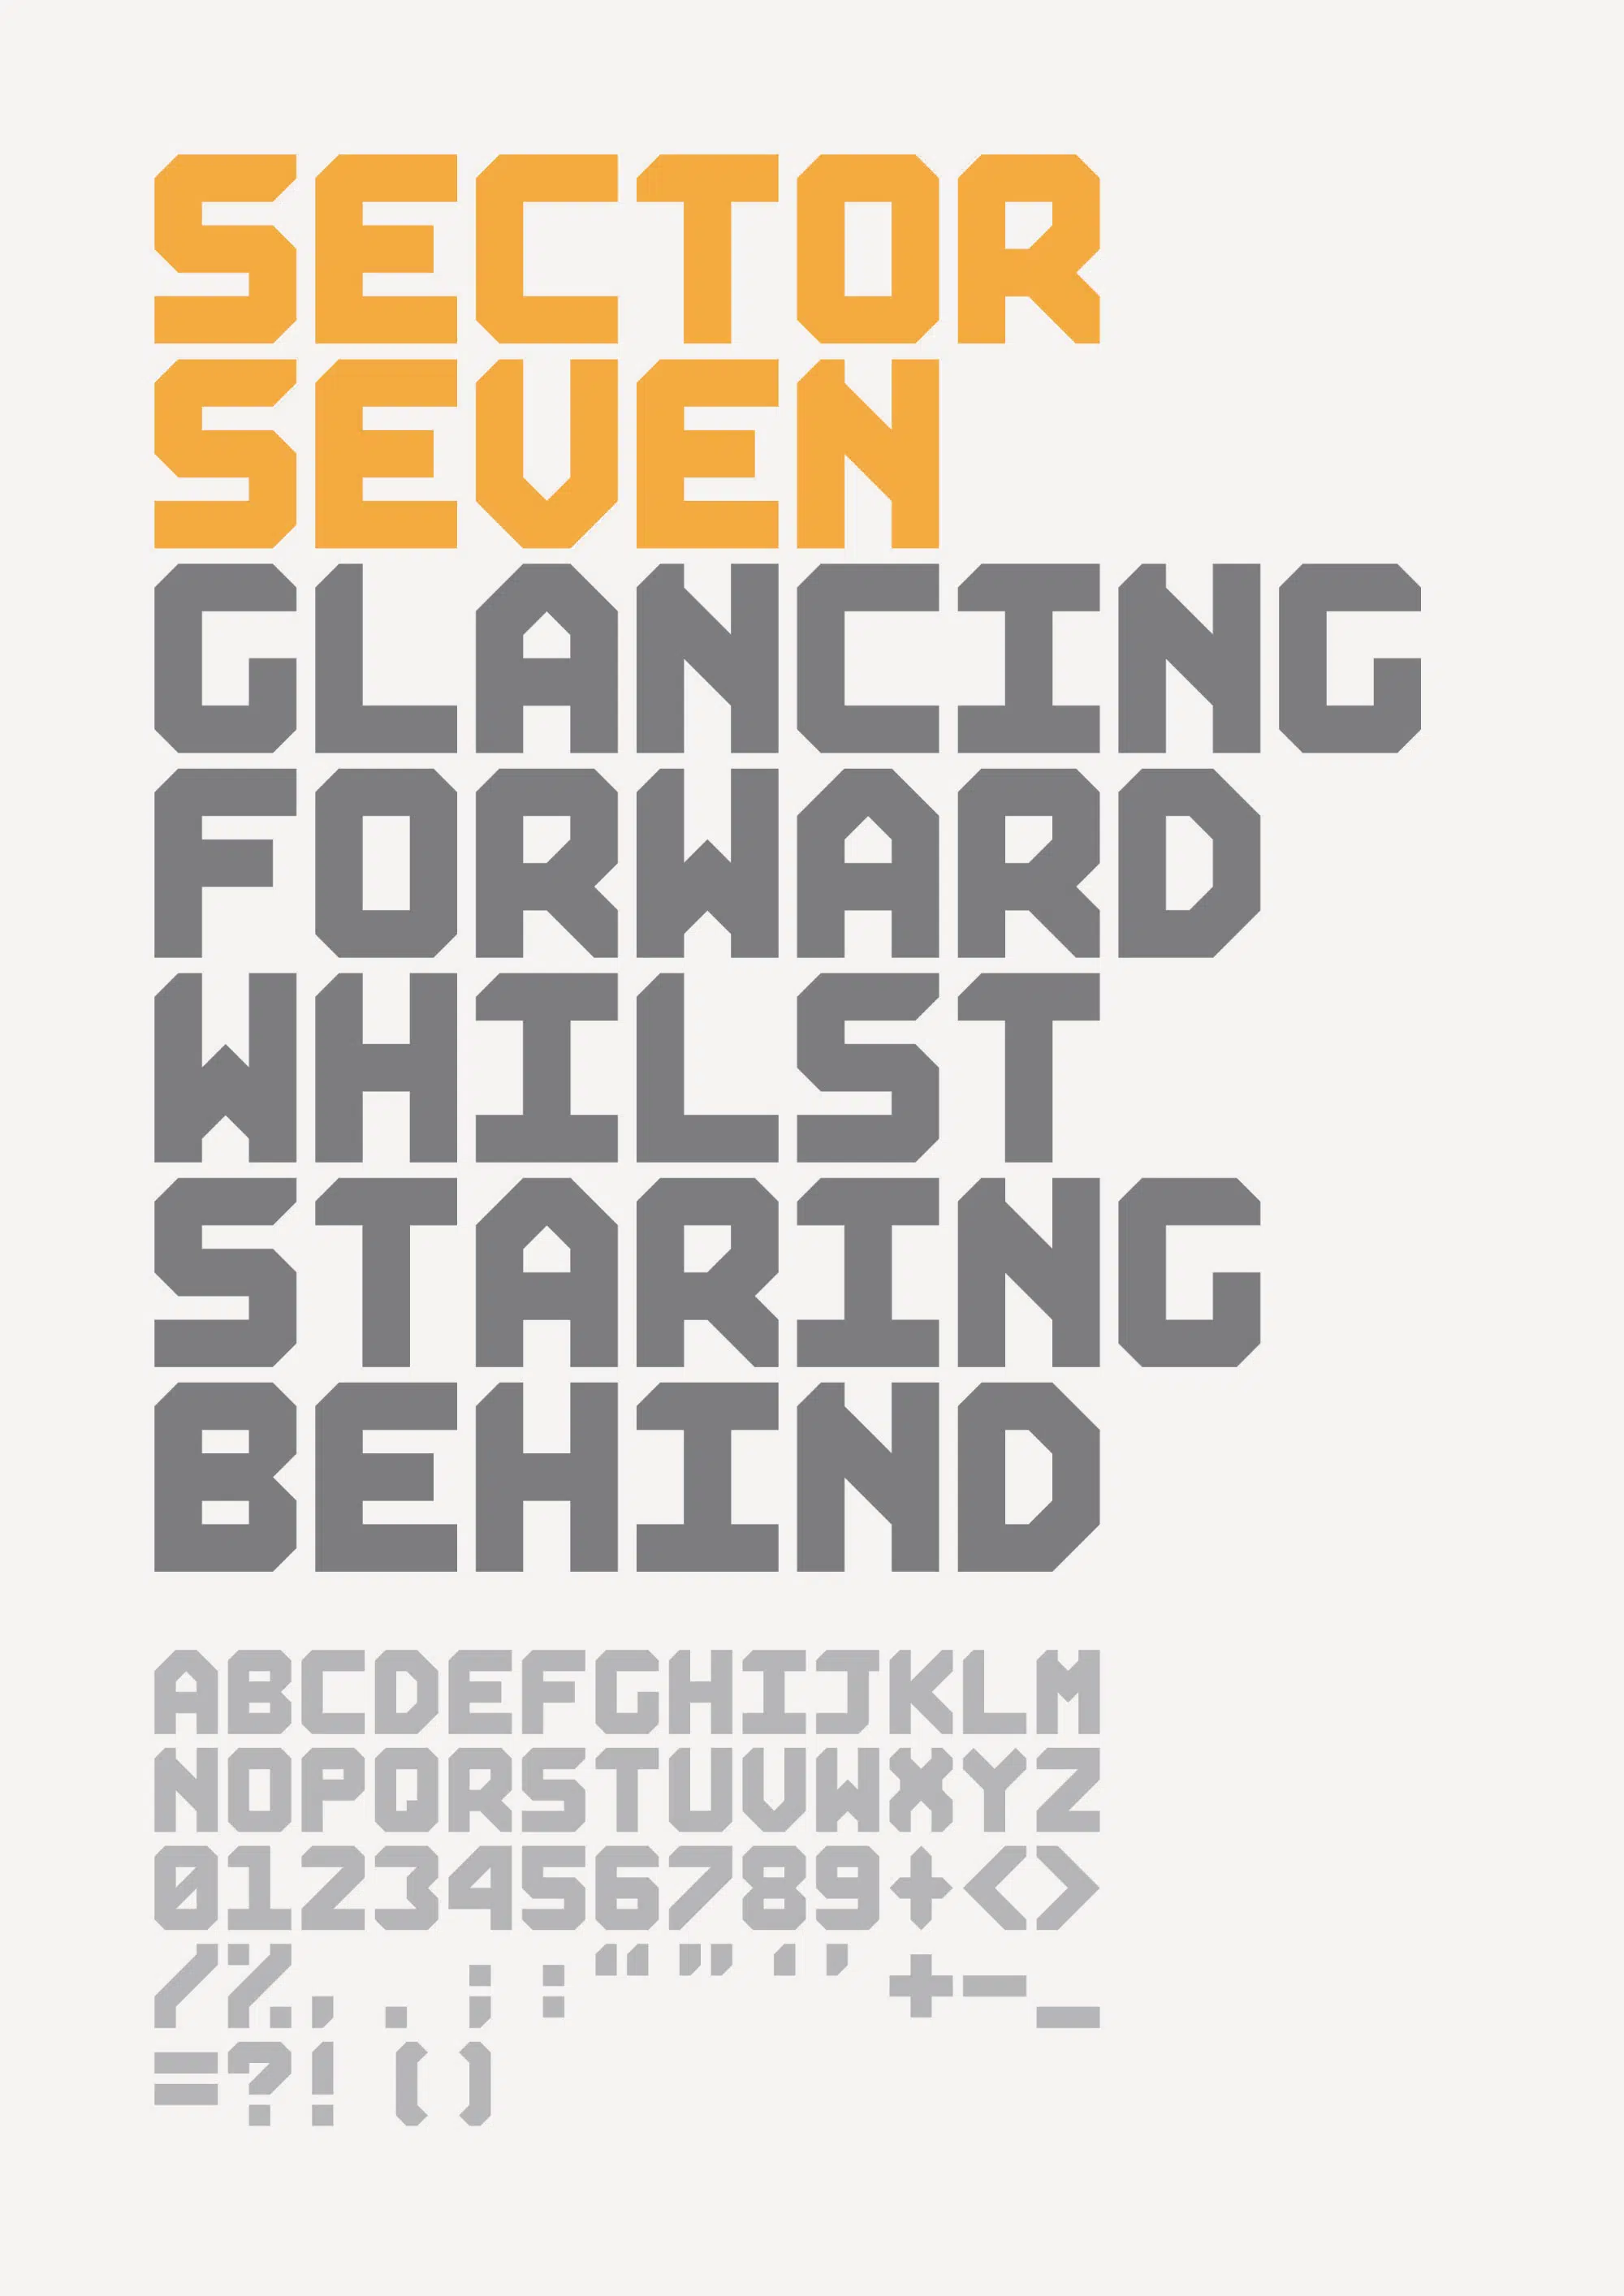 SECTOR
SEVEN
GLANCING
FORWARD
WHILST
STARING
BEHIND
ABCDEFGHIJKLM
NOPQRSTUVWXYZ
0123456789+<>
/%,.;:“”‘’+-_
=?!()